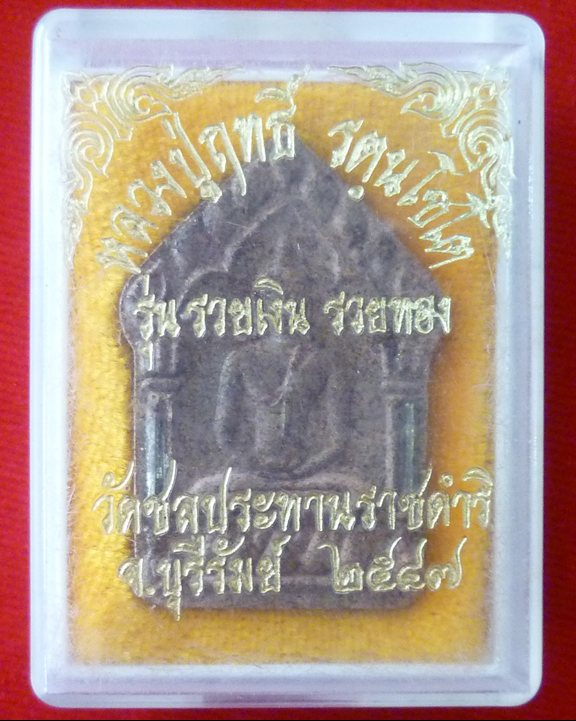 หลวงปู่ฤทธิ์ รตฺนโชโต
รุ่น รวยเงิน รวยทอง
วัดชลประทานราชดำริ
จ.บุรีรัมย์ ๒๕๔๗